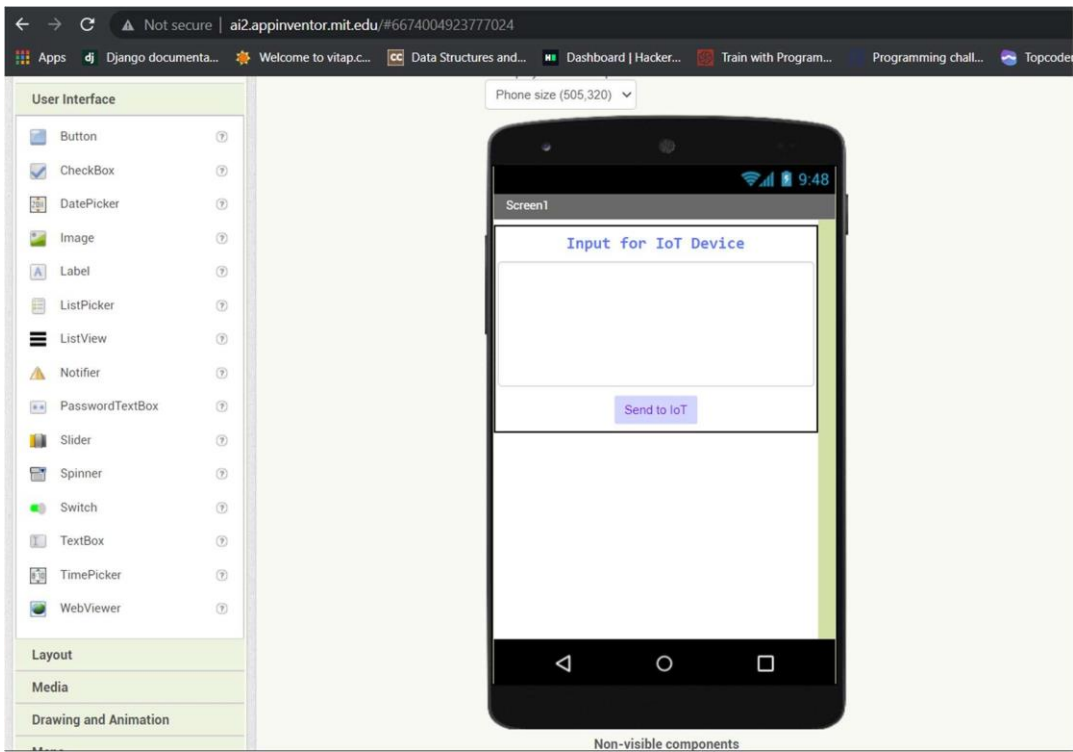 Not secure | ai2.appinventor.mit.edu/#6674004923777024
Apps dj Django documenta... Welcome to vitap.c... CC Data Structures and... H Dashboard | Hacker... Train with Program... Programming chall... Topcoder
User Interface
Phone size (505,320)
Button ?
CheckBox ?
DatePicker ?
Image ?
A Label ?
ListPicker ?
ListView ?
Notifier ?
PasswordTextBox ?
Slider ?
Spinner ?
Switch ?
TextBox ?
TimePicker ?
WebViewer ?
Layout
Media
Drawing and Animation
9:48
Screen1
Input for IoT Device
Send to IoT
Non-visible components